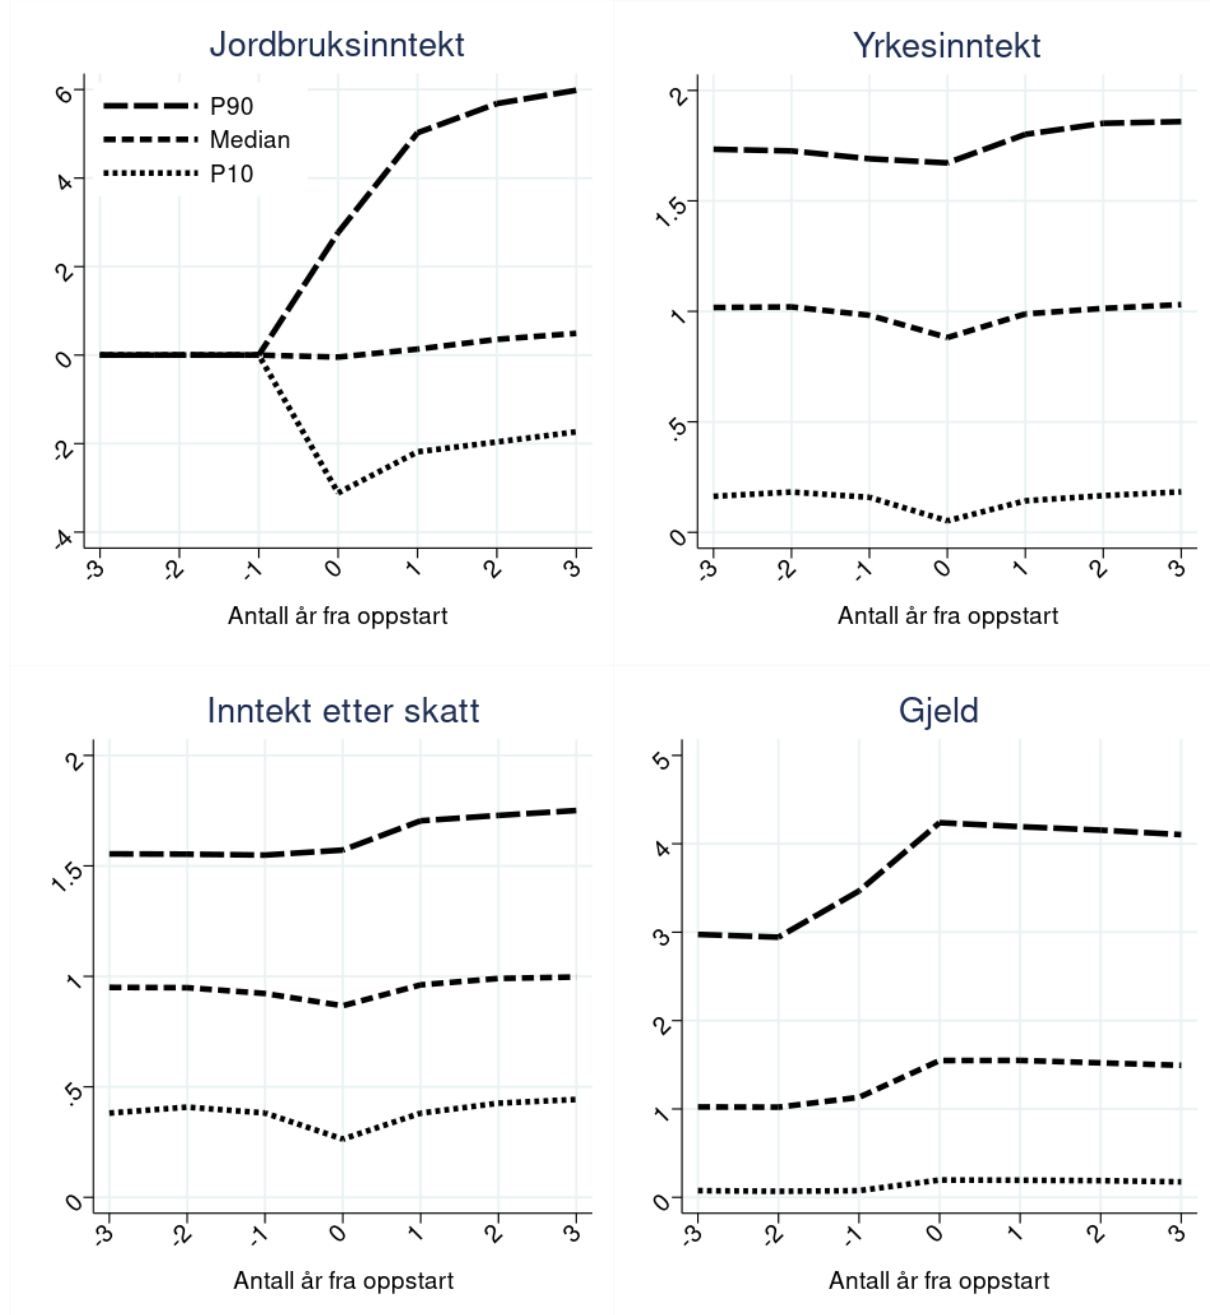 Jordbruksinntekt
P90
Median
P10
6
4
2
0
-2
-4
-3 -2 -1 0 1 2 3
Antall år fra oppstart
Yrkesinntekt
2
1.5
1
.5
0
-3 -2 -1 0 1 2 3
Antall år fra oppstart
Inntekt etter skatt
2
1.5
1
.5
0
-3 -2 -1 0 1 2 3
Antall år fra oppstart
Gjeld
5
4
3
2
1
0
-3 -2 -1 0 1 2 3
Antall år fra oppstart